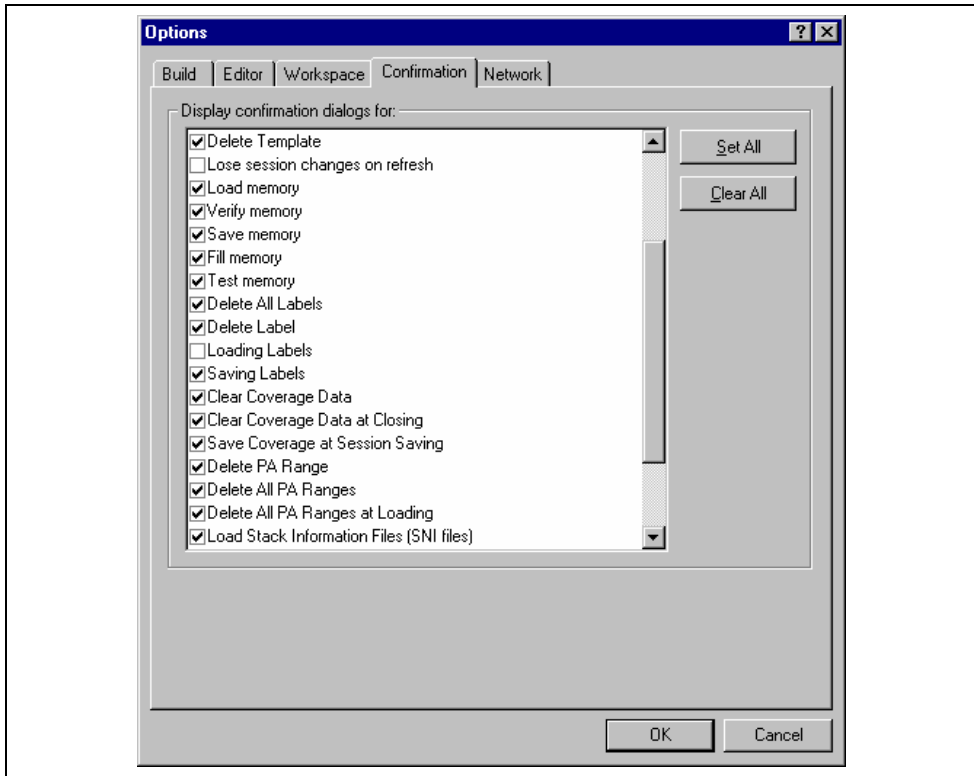 Options
Build Editor Workspace Confirmation Network
Display confirmation dialogs for:
Delete Template
Lose session changes on refresh
Load memory
Verify memory
Save memory
Fill memory
Test memory
Delete All Labels
Delete Label
Loading Labels
Saving Labels
Clear Coverage Data
Clear Coverage Data at Closing
Save Coverage at Session Saving
Delete PA Range
Delete All PA Ranges
Delete All PA Ranges at Loading
Load Stack Information Files (SNI files)
Set All
Clear All
OK Cancel